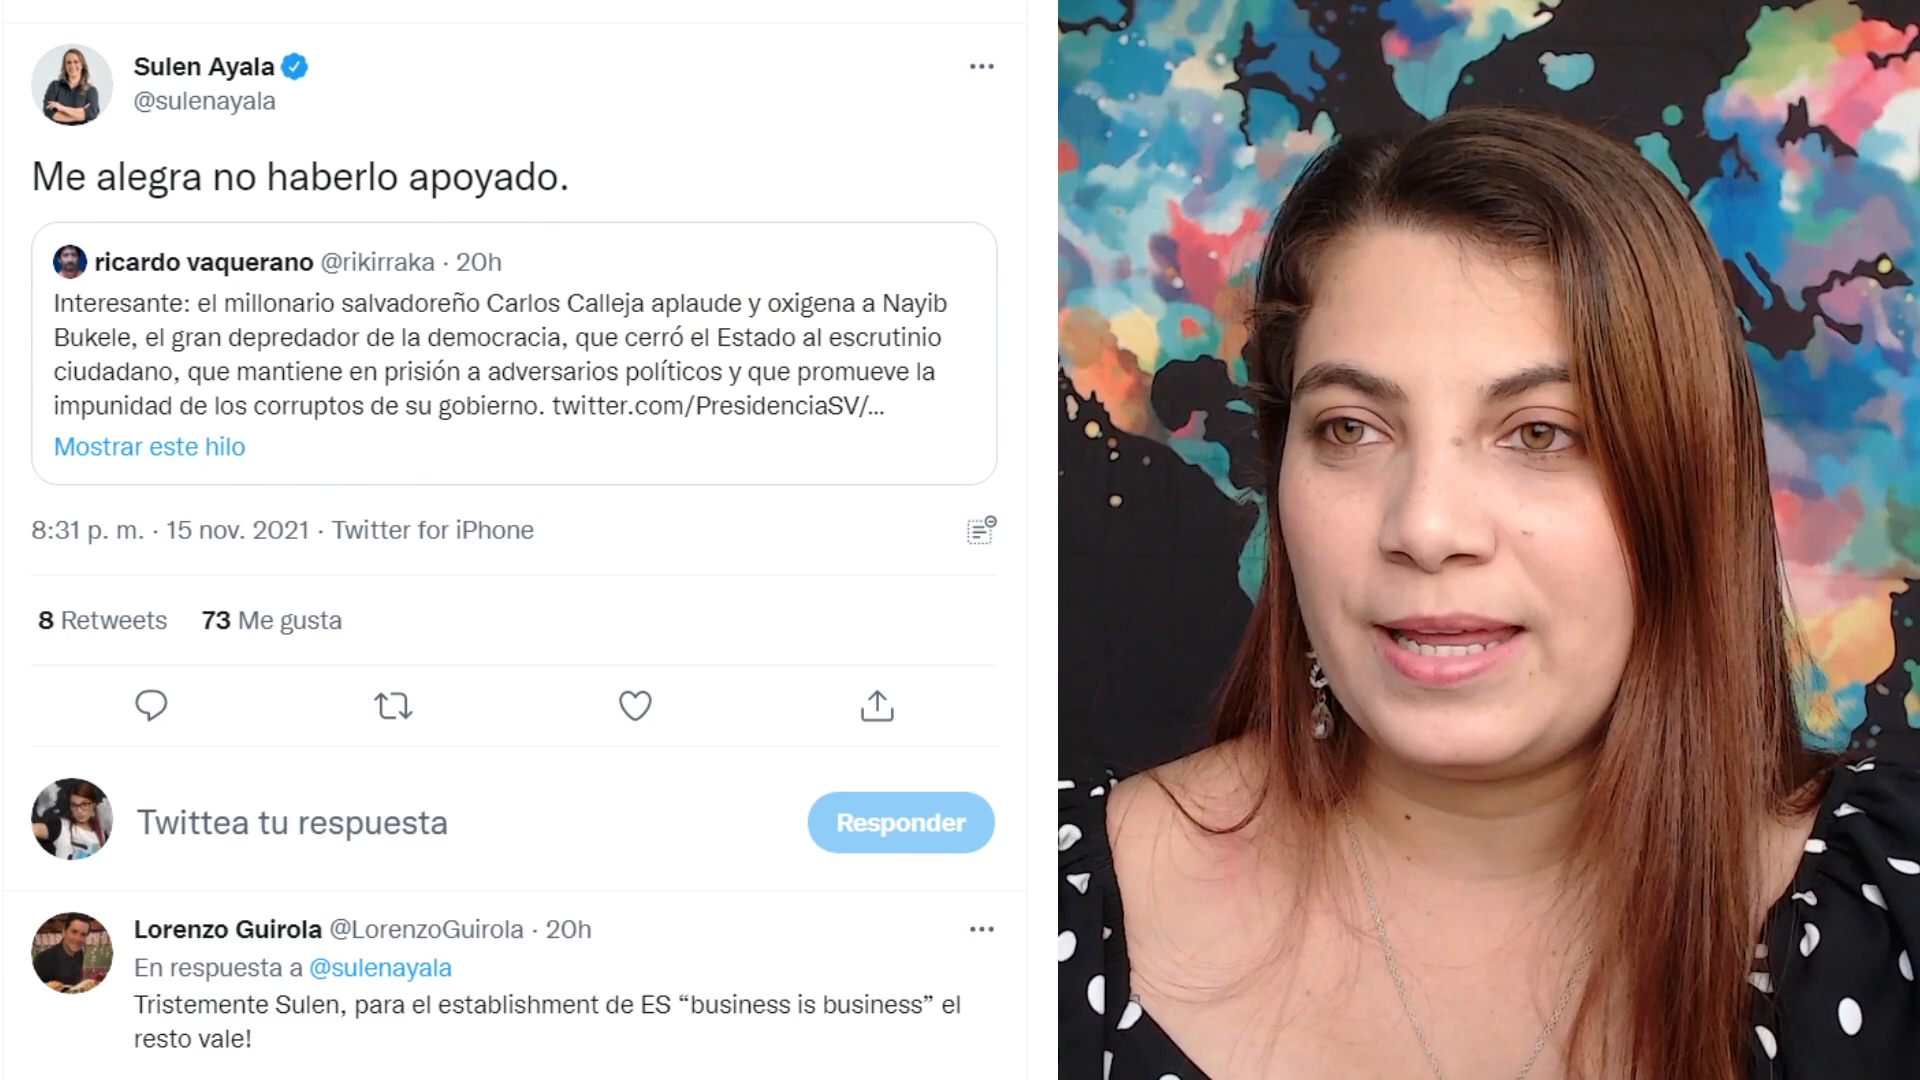 Sulen Ayala
@sulenayala
Me alegra no haberlo apoyado.
ricardo vaquerano @rikirraka · 20h
Interesante: el millonario salvadoreño Carlos Calleja aplaude y oxigena a Nayib
Bukele, el gran depredador de la democracia, que cerró el Estado al escrutinio
ciudadano, que mantiene en prisión a adversarios políticos y que promueve la
impunidad de los corruptos de su gobierno. twitter.com/PresidenciaSV/...
Mostrar este hilo
8:31 p. m. · 15 nov. 2021 · Twitter for iPhone
8 Retweets 73 Me gusta
Twittea tu respuesta
Responder
Lorenzo Guirola @LorenzoGuirola · 20h
En respuesta a @sulenayala
Tristemente Sulen, para el establishment de ES “business is business” el
resto vale!